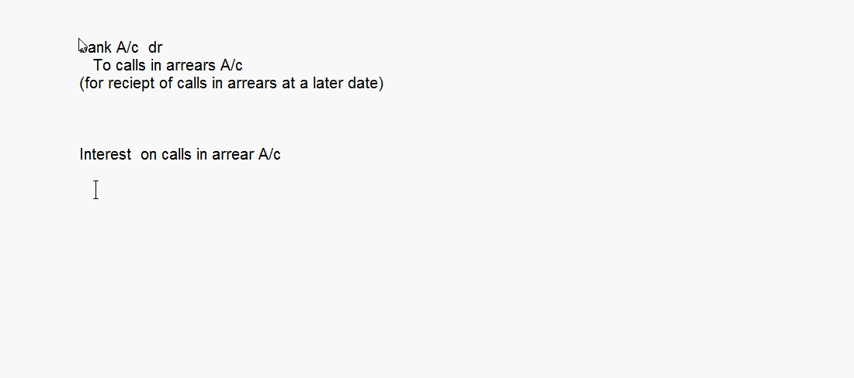 Bank A/c dr
To calls in arrears A/c
(for reciept of calls in arrears at a later date)
Interest on calls in arrear A/c